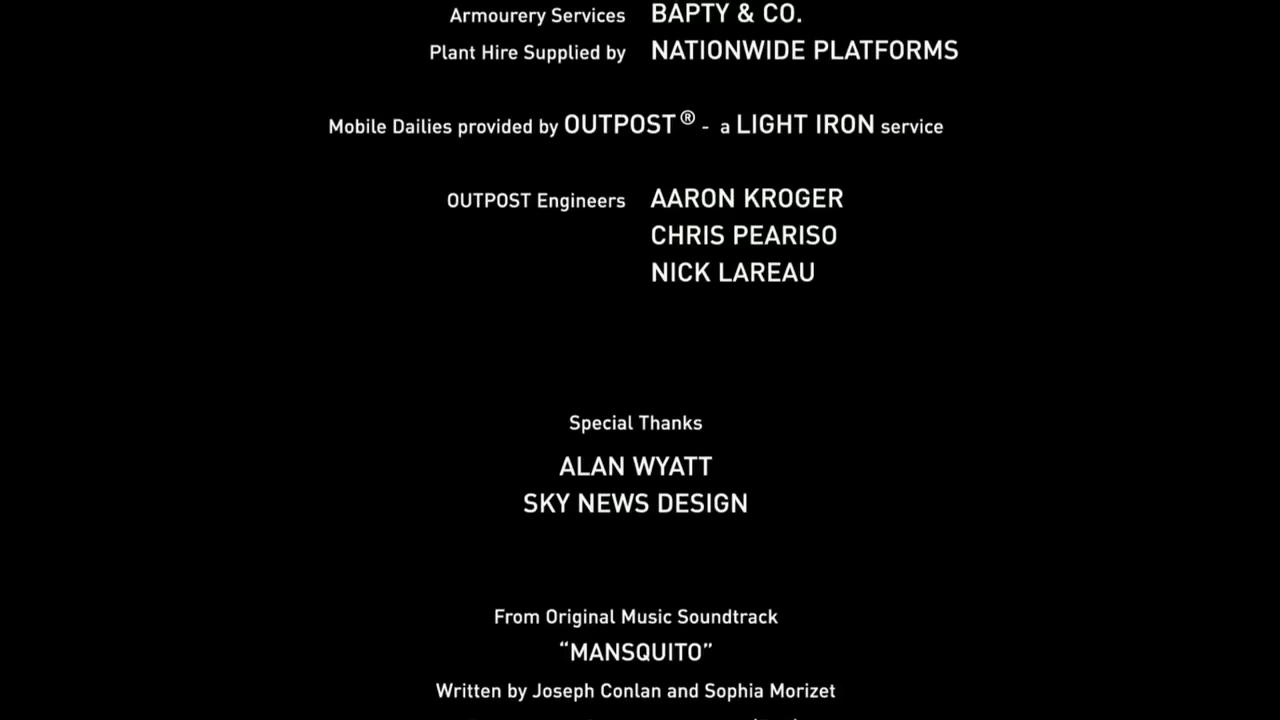 Armourery Services BAPTY & CO.
Plant Hire Supplied by NATIONWIDE PLATFORMS
Mobile Dailies provided by OUTPOST® - a LIGHT IRON service
OUTPOST Engineers AARON KROGER
CHRIS PEARISO
NICK LAREAU
Special Thanks
ALAN WYATT
SKY NEWS DESIGN
From Original Music Soundtrack
“MANSQUITO”
Written by Joseph Conlan and Sophia Morizet